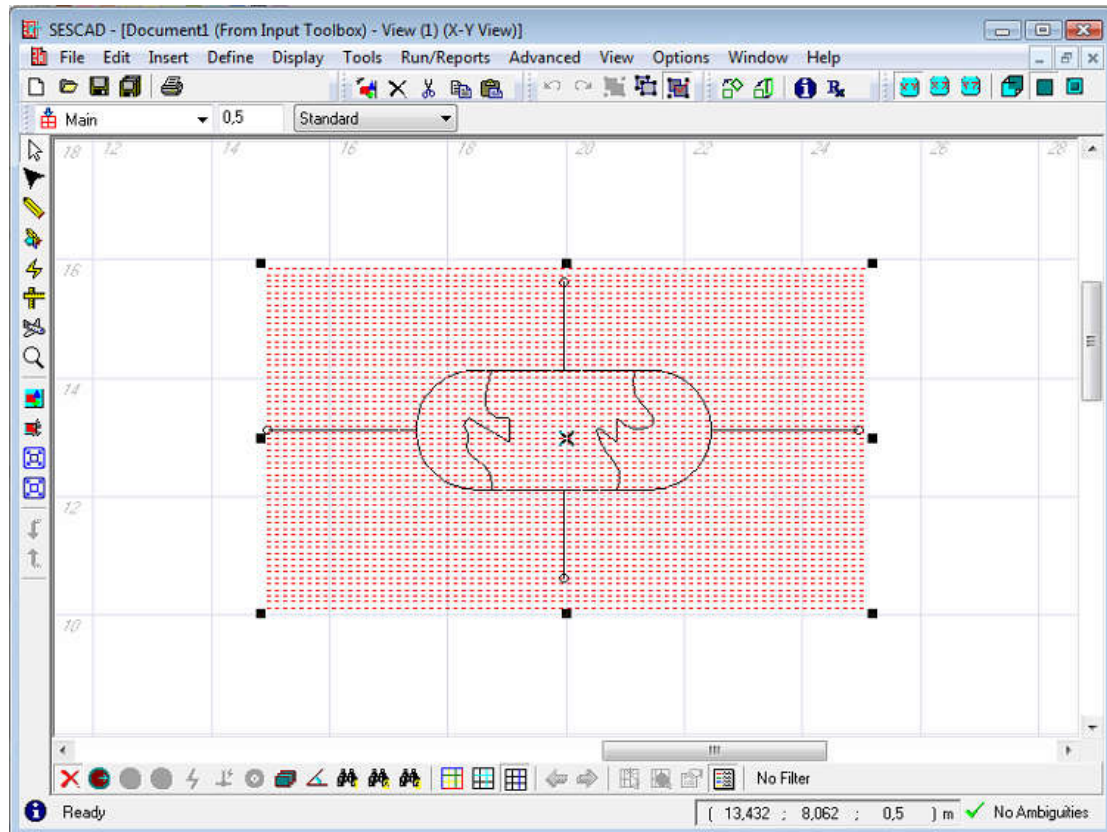 SESCAD - [Document1 (From Input Toolbox) - View (1) (X-Y View)]
File Edit Insert Define Display Tools Run/Reports Advanced View Options Window Help
Main 0,5 Standard
18 12 14 16 18 20 22 24 26 28
16
14
12
10
No Filter
Ready ( 13,432 ; 8,062 ; 0,5 ) m No Ambiguities